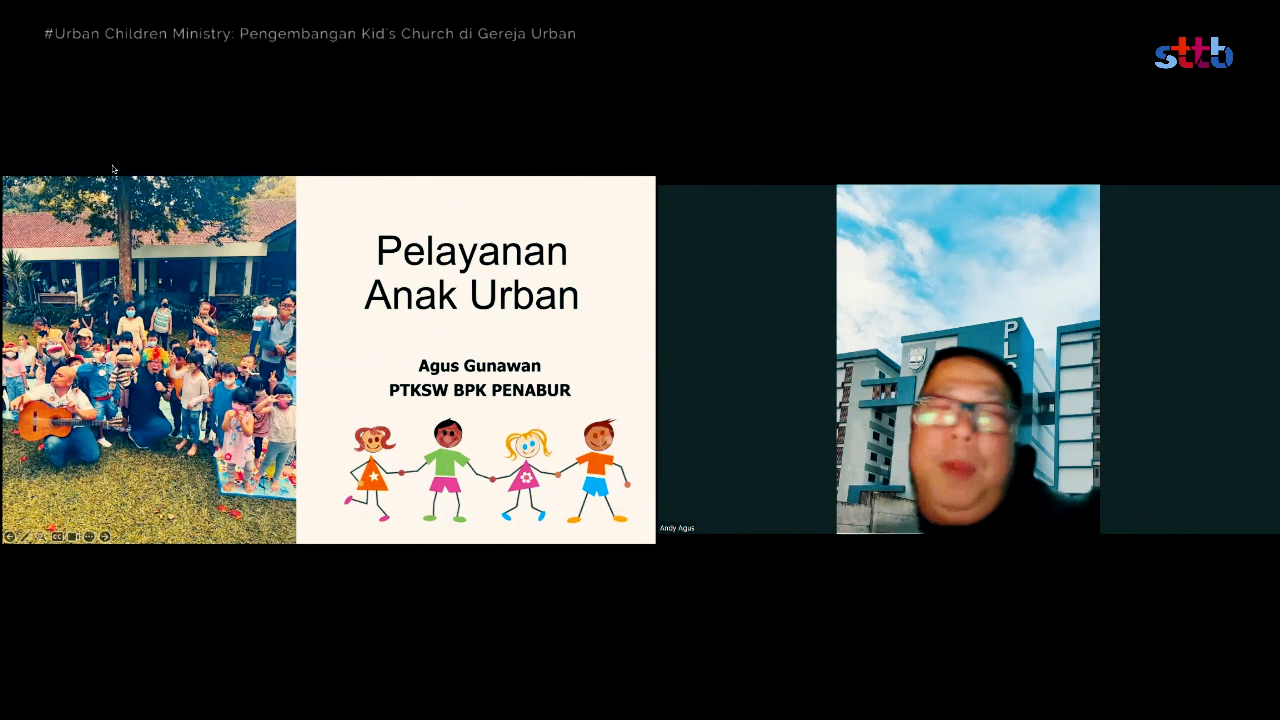 #Urban Children Ministry: Pengembangan Kid's Church di Gereja Urban
sttb
Pelayanan
Anak Urban
Agus Gunawan
PTKSW BPK PENABUR
P
L
Andy Agus